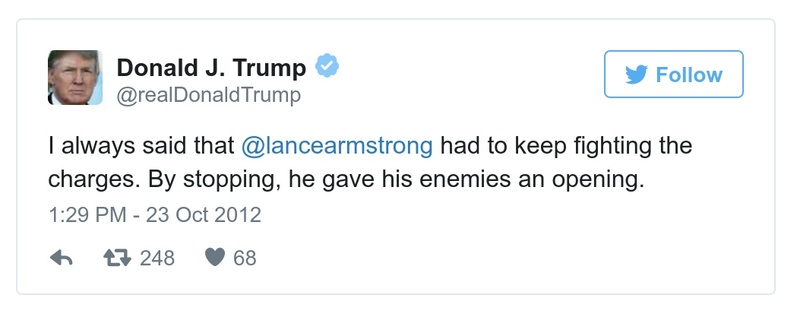 Donald J. Trump
@realDonaldTrump
Follow
I always said that @lancearmstrong had to keep fighting the
charges. By stopping, he gave his enemies an opening.
1:29 PM - 23 Oct 2012
248 68